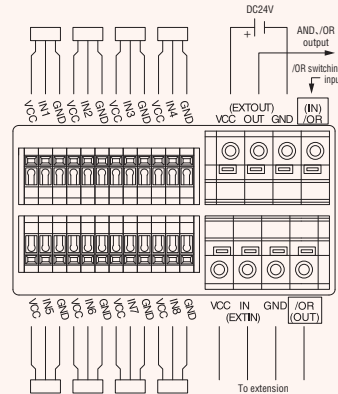 DC24V
+
AND、/OR
output
/OR switching
input
(EXTOUT)
(IN)
VCC IN1 GND VCC IN2 GND VCC IN3 GND VCC IN4 GND VCC OUT GND /OR
VCC IN5 GND VCC IN6 GND VCC IN7 GND VCC IN8 GND VCC IN GND /OR
(EXTIN)
(OUT)
To extension